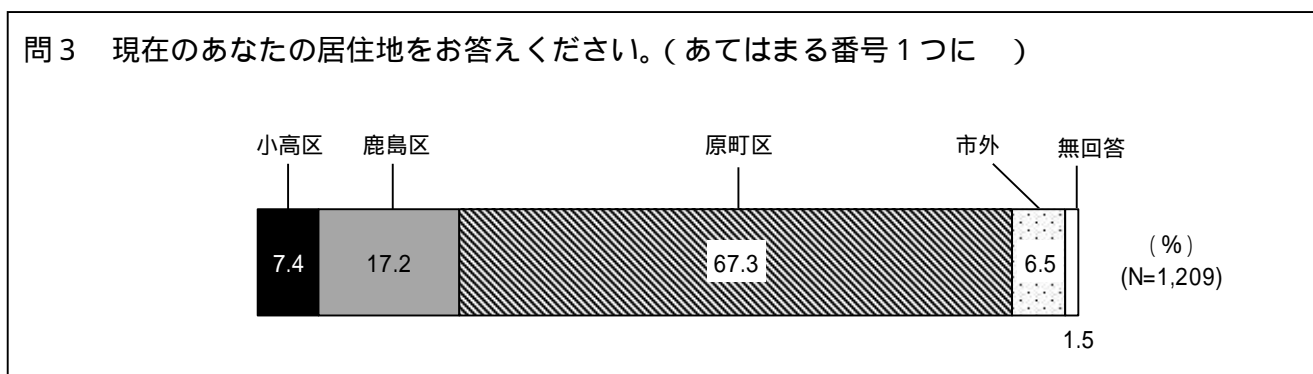 問3 現在のあなたの居住地をお答えください。(あてはまる番号1つに )
小高区 鹿島区 原町区 市外 無回答
7.4 17.2 67.3 6.5
(%)
(N=1,209)
1.5